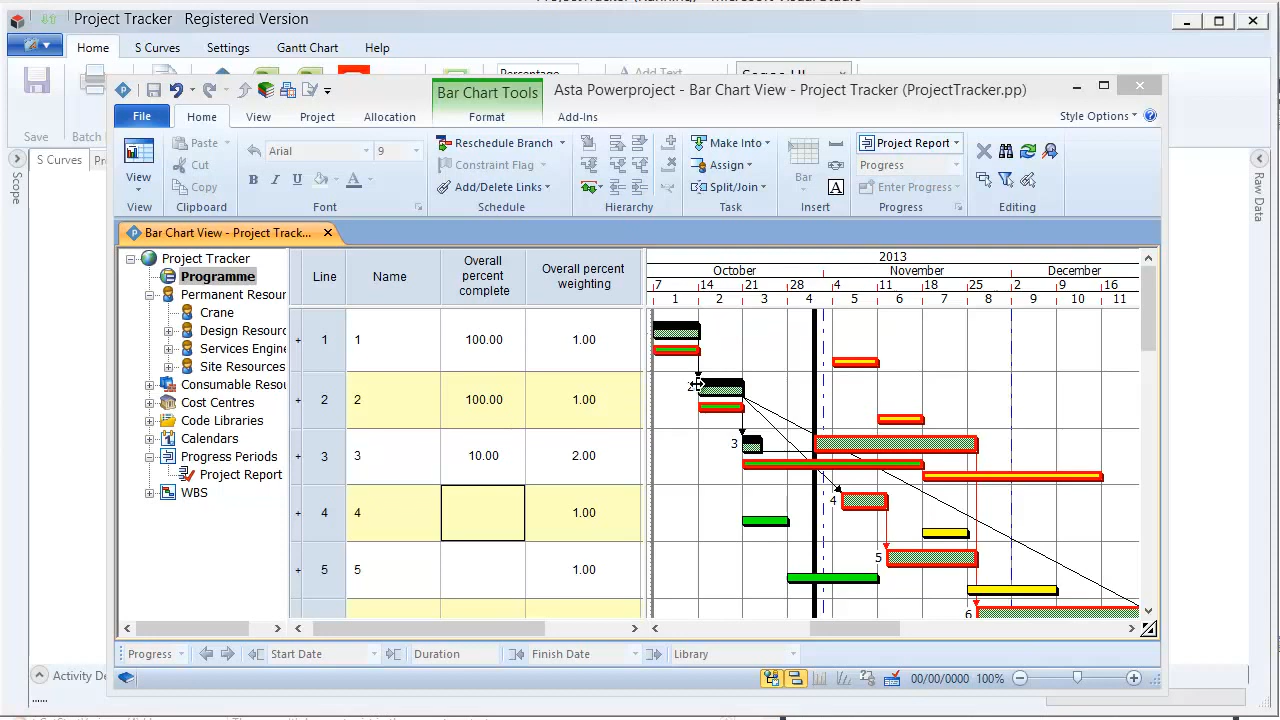 Project Tracker Registered Version
Home S Curves Settings Gantt Chart Help
Percentage Add Text
Save Batch
Bar Chart Tools Asta Powerproject - Bar Chart View - Project Tracker (ProjectTracker.pp)
File Home View Project Allocation Format Add-Ins Style Options
Paste Arial 9 Reschedule Branch Make Into Project Report
Cut Constraint Flag Assign Progress
View Copy Add/Delete Links Split/Join Bar Enter Progress
View Clipboard Font Schedule Hierarchy Task Insert Progress Editing
S Curves
Scope
Raw Data
Bar Chart View - Project Track...
Project Tracker
Programme
Permanent Resour
Crane
Design Resourc
Services Engine
Site Resources
Consumable Resou
Cost Centres
Code Libraries
Calendars
Progress Periods
Project Report
WBS
Line Name Overall percent complete Overall percent weighting
2013
October November December
7 14 21 28 4 11 18 25 2 9 16
1 2 3 4 5 6 7 8 9 10 11
1 1 100.00 1.00
2 2 100.00 1.00
3 3 10.00 2.00 3
4 4 1.00 4
5 5 1.00 5
6
Progress Start Date Duration Finish Date Library
Activity De
00/00/0000 100%